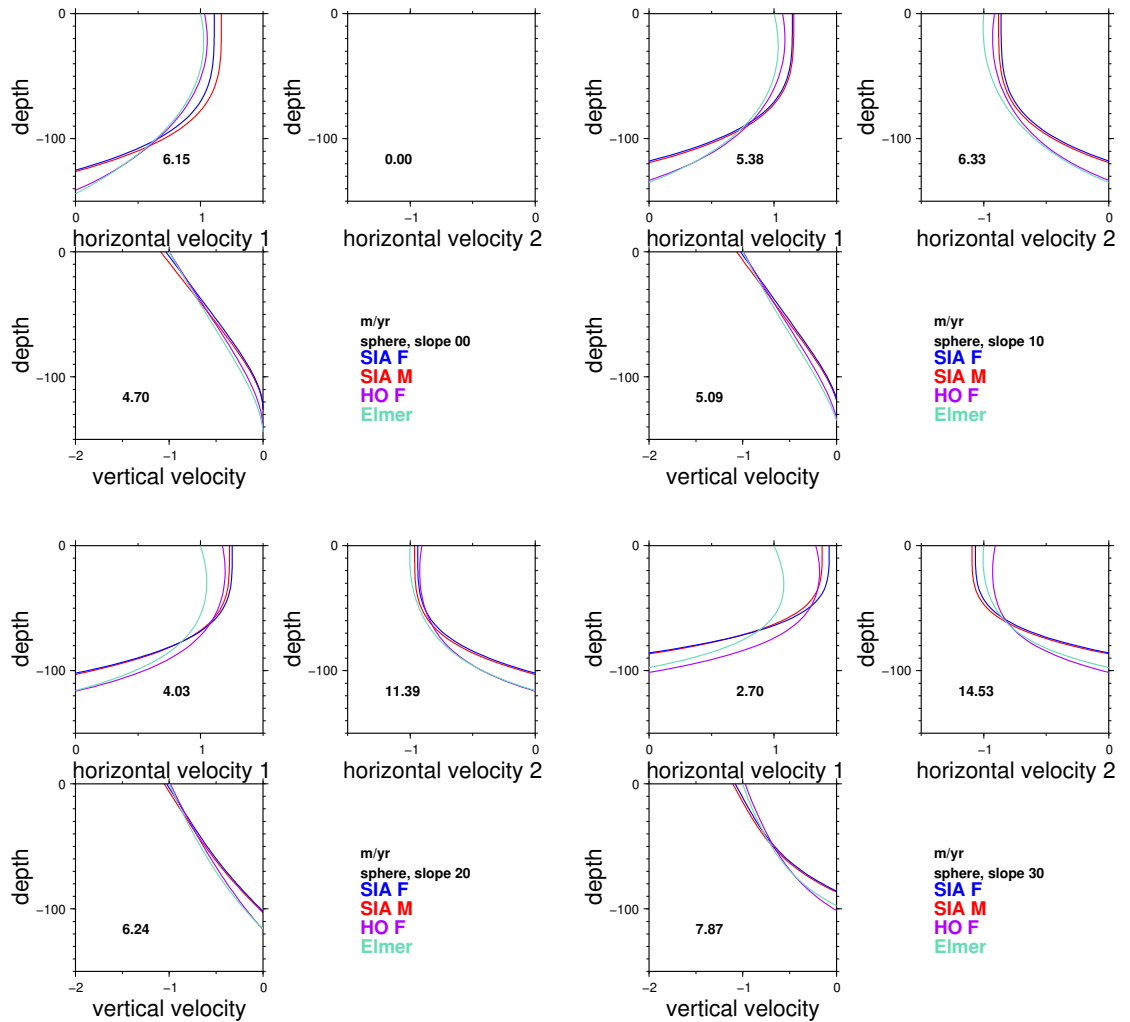 0
-100
depth
6.15
0
1
horizontal velocity 1
0
-100
depth
0.00
-1
0
horizontal velocity 2
0
-100
depth
4.70
-2
-1
0
vertical velocity
m/yr
sphere, slope 00
SIA F
SIA M
HO F
Elmer
0
-100
depth
5.38
0
1
horizontal velocity 1
0
-100
depth
6.33
-1
0
horizontal velocity 2
0
-100
depth
5.09
-2
-1
0
vertical velocity
m/yr
sphere, slope 10
SIA F
SIA M
HO F
Elmer
0
-100
depth
4.03
0
1
horizontal velocity 1
0
-100
depth
11.39
-1
0
horizontal velocity 2
0
-100
depth
6.24
-2
-1
0
vertical velocity
m/yr
sphere, slope 20
SIA F
SIA M
HO F
Elmer
0
-100
depth
2.70
0
1
horizontal velocity 1
0
-100
depth
14.53
-1
0
horizontal velocity 2
0
-100
depth
7.87
-2
-1
0
vertical velocity
m/yr
sphere, slope 30
SIA F
SIA M
HO F
Elmer